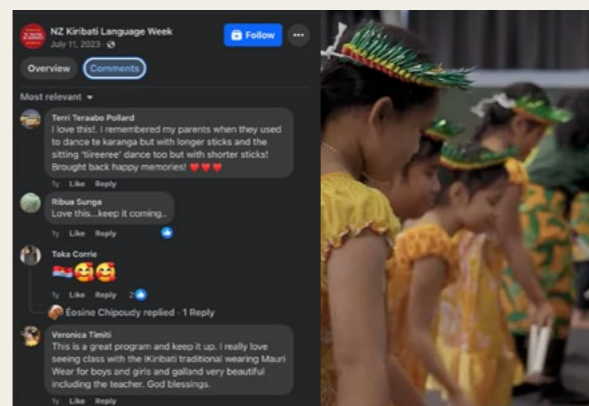 NZ Kiribati Language Week
July 11, 2023
Follow
Overview
Comments
Most relevant
Terri Teraabo Pollard
I love this!. I remembered my parents when they used
to dance te karanga but with longer sticks and the
sitting 'tiireeree' dance too but with shorter sticks!
Brought back happy memories! ❤️❤️❤️
1y Like Reply
Ribua Sunga
Love this...keep it coming..
1y Like Reply
Toka Corrie
🇰🇮🥰🥰
1y Like Reply 2
Éosine Chipoudy replied · 1 Reply
Veronica Timiti
This is a great program and keep it up. I really love
seeing class with the IKiribati traditional wearing Mauri
Wear for boys and girls and galland very beautiful
including the teacher. God blessings.
1y Like Reply